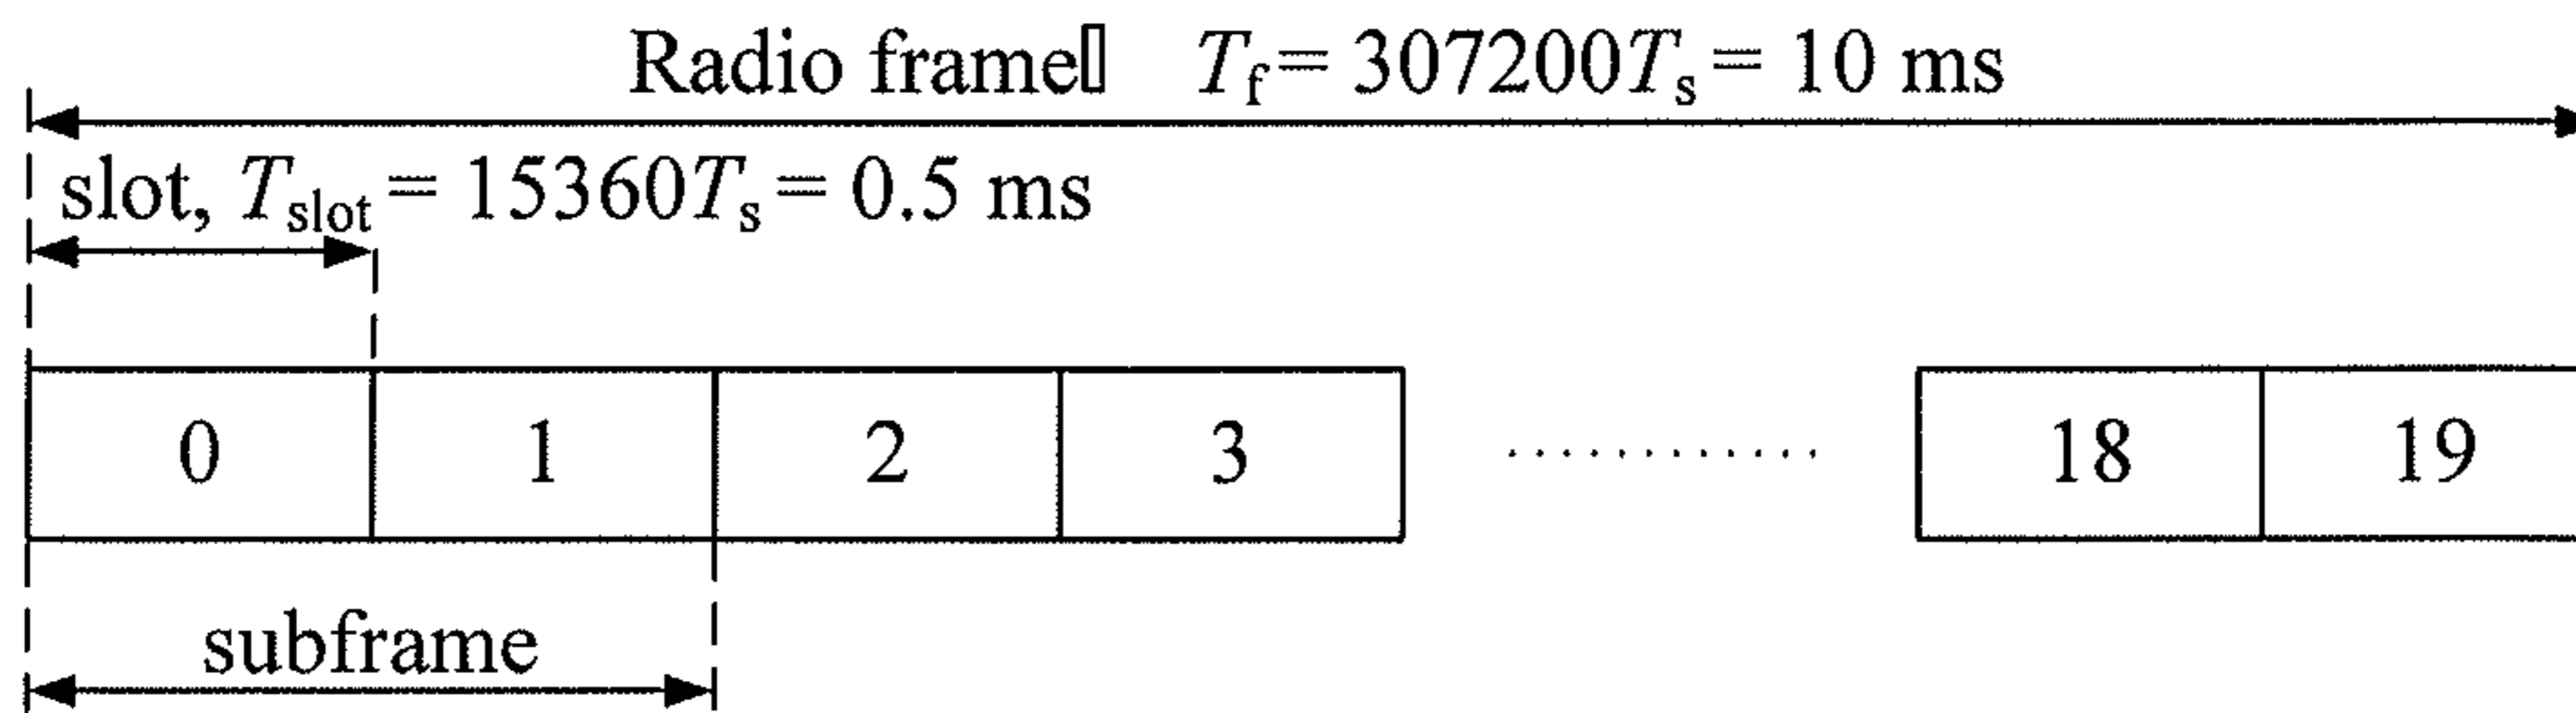 Radio frame▯ T_f = 307200T_s = 10 ms
slot, T_slot = 15360T_s = 0.5 ms
0 1 2 3 ............ 18 19
subframe